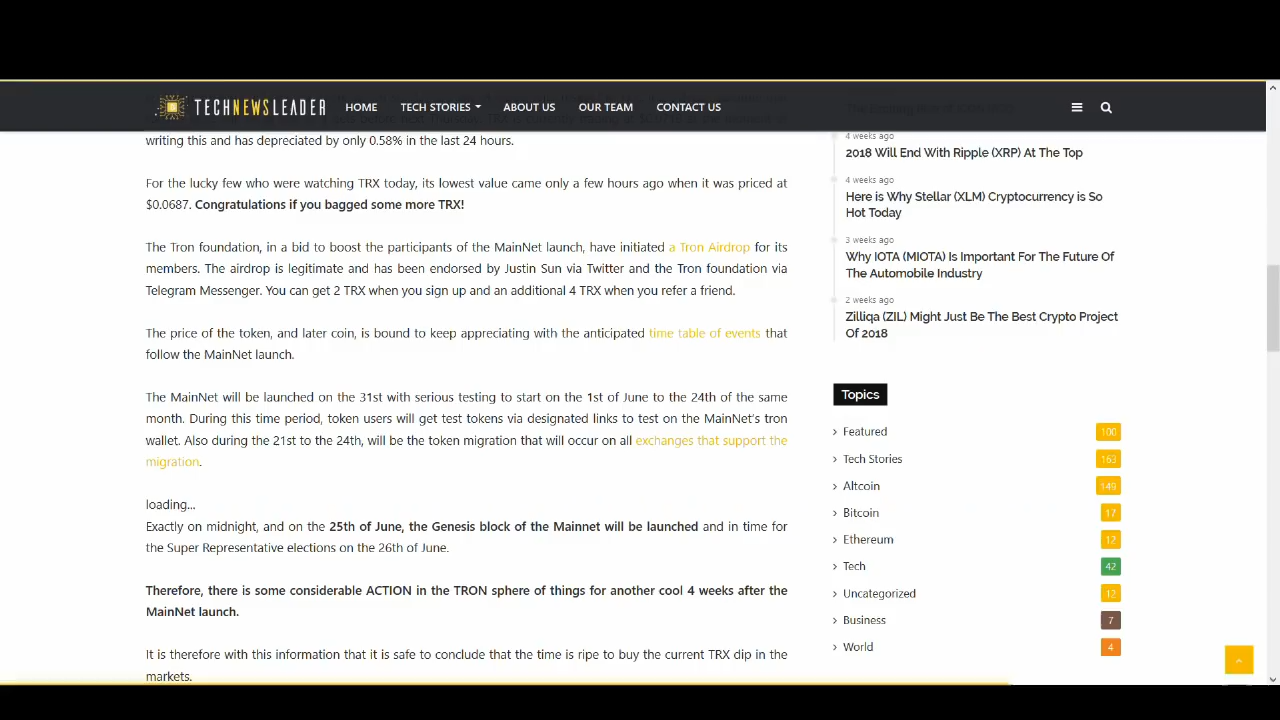 TECHNEWSLEADER
HOME
TECH STORIES
ABOUT US
OUR TEAM
CONTACT US
writing this and has depreciated by only 0.58% in the last 24 hours.
For the lucky few who were watching TRX today, its lowest value came only a few hours ago when it was priced at
$0.0687. Congratulations if you bagged some more TRX!
The Tron foundation, in a bid to boost the participants of the MainNet launch, have initiated a Tron Airdrop for its
members. The airdrop is legitimate and has been endorsed by Justin Sun via Twitter and the Tron foundation via
Telegram Messenger. You can get 2 TRX when you sign up and an additional 4 TRX when you refer a friend.
The price of the token, and later coin, is bound to keep appreciating with the anticipated time table of events that
follow the MainNet launch.
The MainNet will be launched on the 31st with serious testing to start on the 1st of June to the 24th of the same
month. During this time period, token users will get test tokens via designated links to test on the MainNet's tron
wallet. Also during the 21st to the 24th, will be the token migration that will occur on all exchanges that support the
migration.
loading...
Exactly on midnight, and on the 25th of June, the Genesis block of the Mainnet will be launched and in time for
the Super Representative elections on the 26th of June.
Therefore, there is some considerable ACTION in the TRON sphere of things for another cool 4 weeks after the
MainNet launch.
It is therefore with this information that it is safe to conclude that the time is ripe to buy the current TRX dip in the
markets.
4 weeks ago
2018 Will End With Ripple (XRP) At The Top
4 weeks ago
Here is Why Stellar (XLM) Cryptocurrency is So
Hot Today
3 weeks ago
Why IOTA (MIOTA) Is Important For The Future Of
The Automobile Industry
2 weeks ago
Zilliqa (ZIL) Might Just Be The Best Crypto Project
Of 2018
Topics
Featured 100
Tech Stories 163
Altcoin 149
Bitcoin 17
Ethereum 12
Tech 42
Uncategorized 12
Business 7
World 4